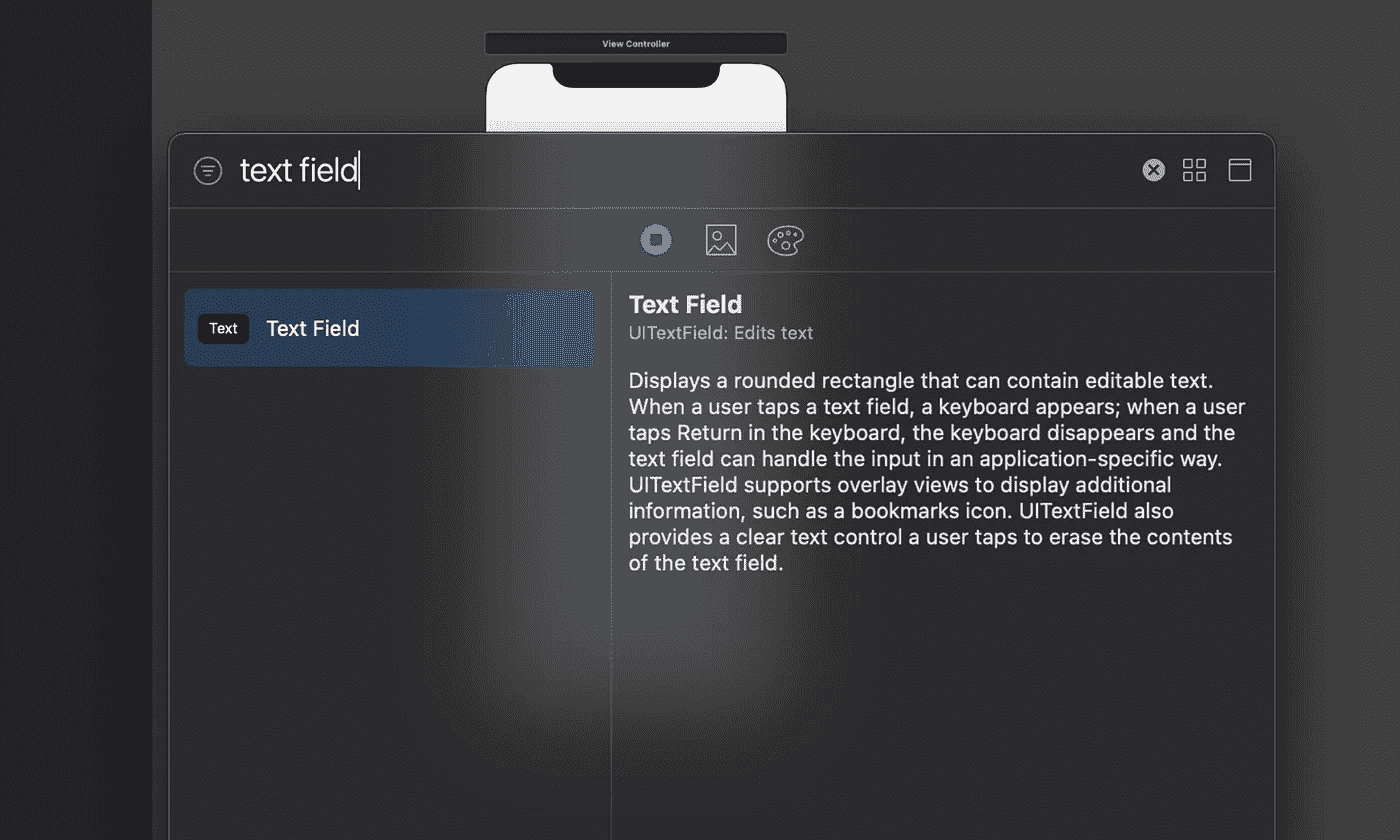 View Controller
text field
Text
Text Field
Text Field
UITextField: Edits text
Displays a rounded rectangle that can contain editable text.
When a user taps a text field, a keyboard appears; when a user
taps Return in the keyboard, the keyboard disappears and the
text field can handle the input in an application-specific way.
UITextField supports overlay views to display additional
information, such as a bookmarks icon. UITextField also
provides a clear text control a user taps to erase the contents
of the text field.